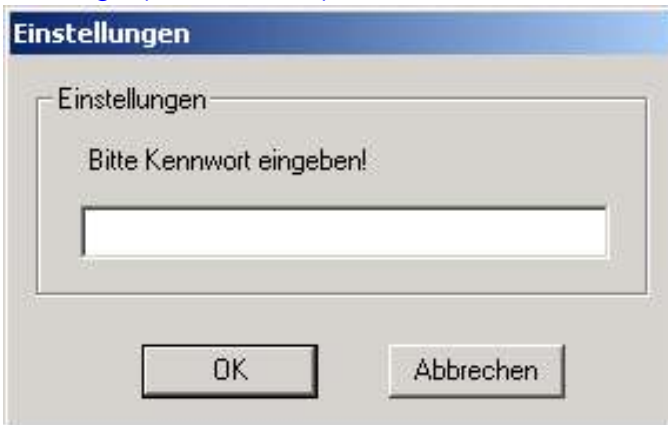 Einstellungen
Einstellungen
Bitte Kennwort eingeben!
OK
Abbrechen